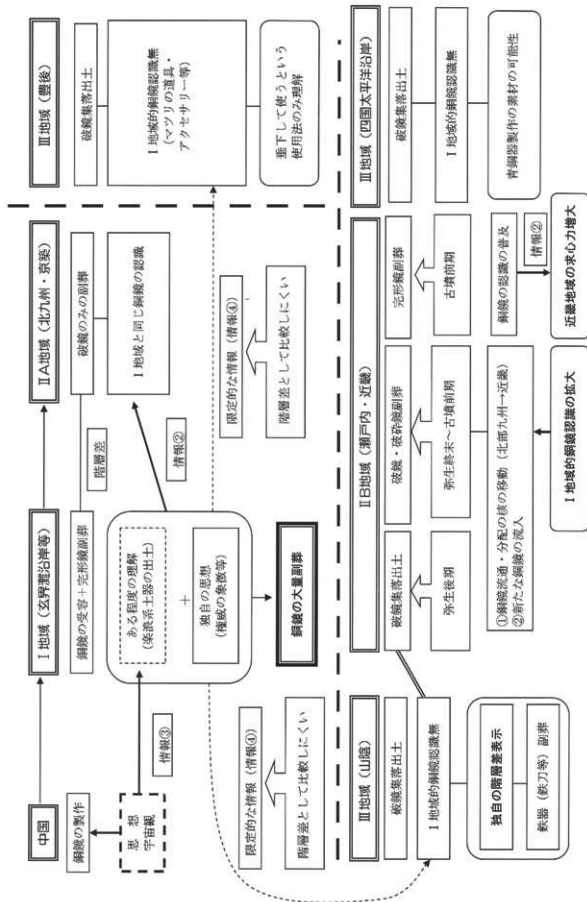 中国
銅鏡の製作
思想
宇宙観
情報③
Ⅰ地域（玄界灘沿岸等）
銅鏡の受容＋完形鏡副葬
ある程度の理解
（楽浪系土器の出土）
＋
独自の思想
（権威の象徴等）
銅鏡の大量副葬
階層差
情報②
ⅡA地域（北九州・京築）
破鏡のみの副葬
Ⅰ地域と同じ銅鏡の認識
限定的な情報（情報④）
階層差として比較しにくい
Ⅲ地域（豊後）
破鏡集落出土
Ⅰ地域的銅鏡認識無
（マツリの道具・
アクセサリー等）
垂下して使うという
使用法のみ理解
限定的な情報（情報④）
階層差として比較しにくい
Ⅲ地域（山陰）
破鏡集落出土
Ⅰ地域的銅鏡認識無
独自の階層差表示
鉄器（鉄刀等）副葬
ⅡB地域（瀬戸内・近畿）
破鏡集落出土
弥生後期
破鏡・破砕鏡副葬
弥生終末～古墳前期
完形鏡副葬
古墳前期
①銅鏡流通・分配の核の移動（北部九州→近畿）
②新たな銅鏡の流入
Ⅰ地域的銅鏡認識の拡大
銅鏡の認識の普及
情報②
近畿地域の求心力増大
Ⅲ地域（四国太平洋沿岸）
破鏡集落出土
Ⅰ地域的銅鏡認識無
青銅器製作の素材の可能性